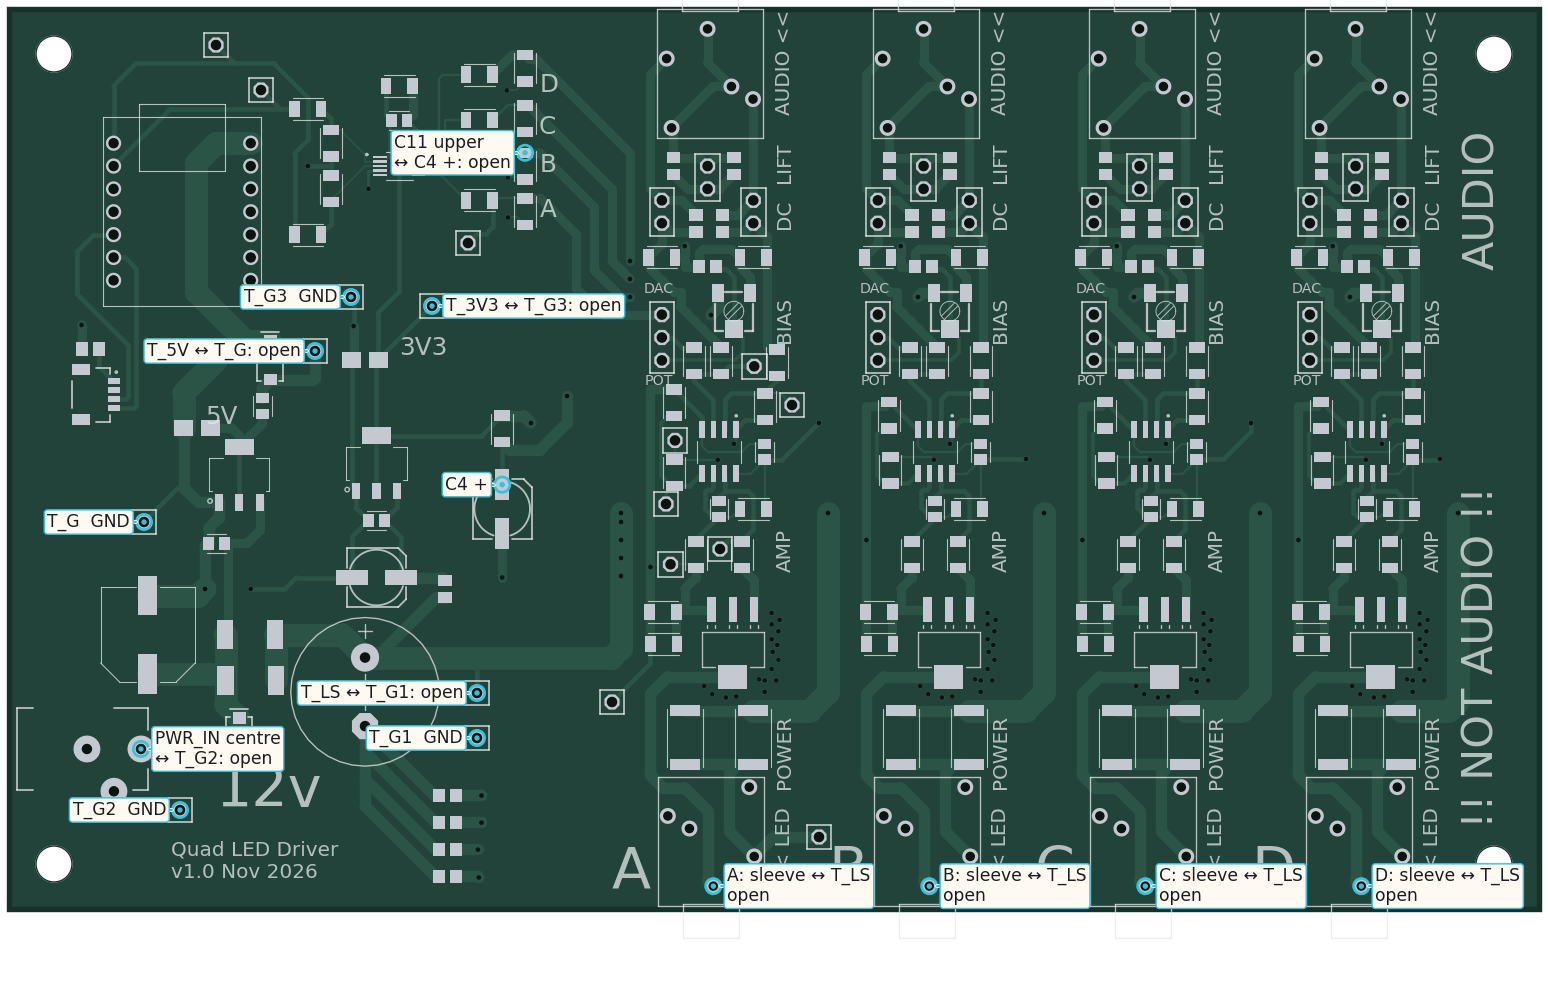 AUDIO <<
AUDIO <<
AUDIO <<
AUDIO <<
D
C
B
A
C11 upper
↔ C4 +: open
LIFT
LIFT
LIFT
LIFT
DC
DC
DC
DC
AUDIO
T_G3 GND
T_3V3 ↔ T_G3: open
DAC
DAC
DAC
DAC
BIAS
BIAS
BIAS
BIAS
T_5V ↔ T_G: open
3V3
POT
POT
POT
POT
5V
C4 +
T_G GND
AMP
AMP
AMP
AMP
!! NOT AUDIO !!
+
T_LS ↔ T_G1: open
T_G1 GND
PWR_IN centre
↔ T_G2: open
12v
T_G2 GND
POWER
POWER
POWER
POWER
Quad LED Driver
v1.0 Nov 2026
< LED
< LED
< LED
< LED
A
B
C
D
A: sleeve ↔ T_LS
open
B: sleeve ↔ T_LS
open
C: sleeve ↔ T_LS
open
D: sleeve ↔ T_LS
open